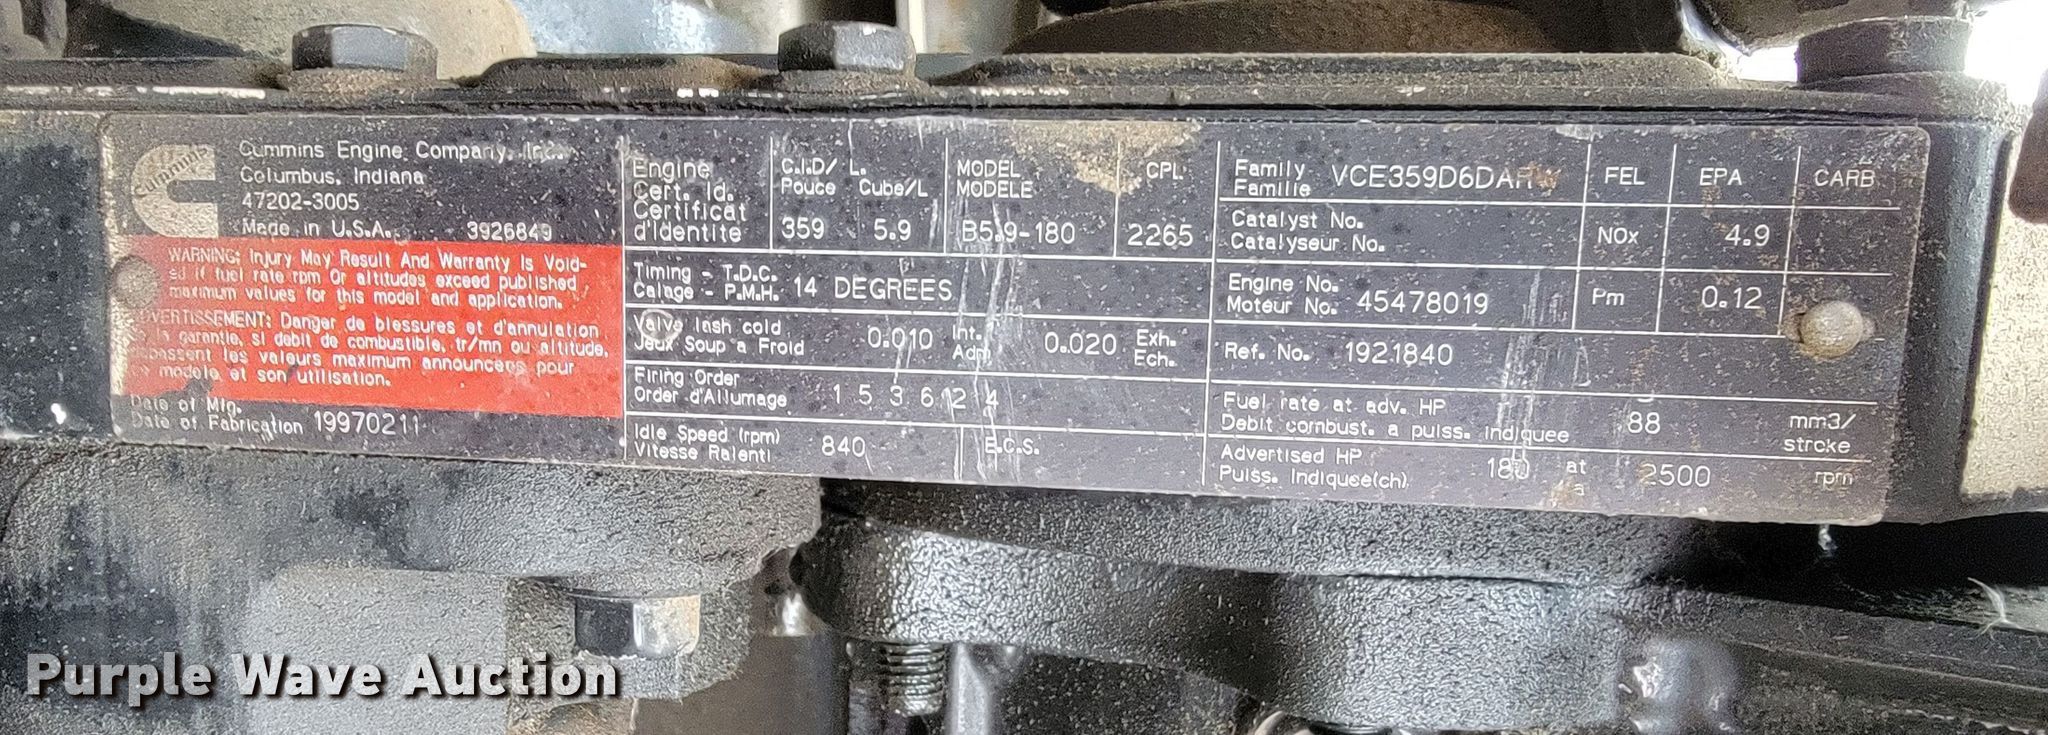 Cummins
Cummins Engine Company, Inc.
Columbus, Indiana
47202-3005
Made in U.S.A. 3926849
WARNING: Injury May Result And Warranty Is Void-
ed if fuel rate rpm Or altitudes exceed published
maximum values for this model and application.
AVERTISSEMENT: Danger de blessures et d'annulation
la garantie, si debit de combustible, tr/mn ou altitude,
depassent les valeurs maximum announcees pour
ce modele et son utilisation.
Date of Mfg.
Date of Fabrication 19970211
Engine
Cert. Id.
Certificat
d'Identite
C.I.D/ L.
Pouce Cube/L
359 5.9
MODEL
MODELE
B5.9-180
CPL
2265
Timing - T.D.C.
Calage - P.M.H. 14 DEGREES
Valve lash cold
Jeux Soup a Froid
0.010 Int.
Adm
0.020 Exh.
Ech.
Firing Order
Order d'Allumage 1 5 3 6 2 4
Idle Speed (rpm)
Vitesse Ralenti 840
E.C.S.
Family
Familie
Catalyst No.
Catalyseur No.
Engine No.
Moteur No. 45478019
Ref. No. 1921840
FEL EPA CARB
NOx 4.9
Pm 0.12
Fuel rate at adv. HP
Debit combust. a puiss. indiquee 88 mm3/
stroke
Advertised HP
Puiss. Indiquee(ch) 180 at
a 2500 rpm
Purple Wave Auction